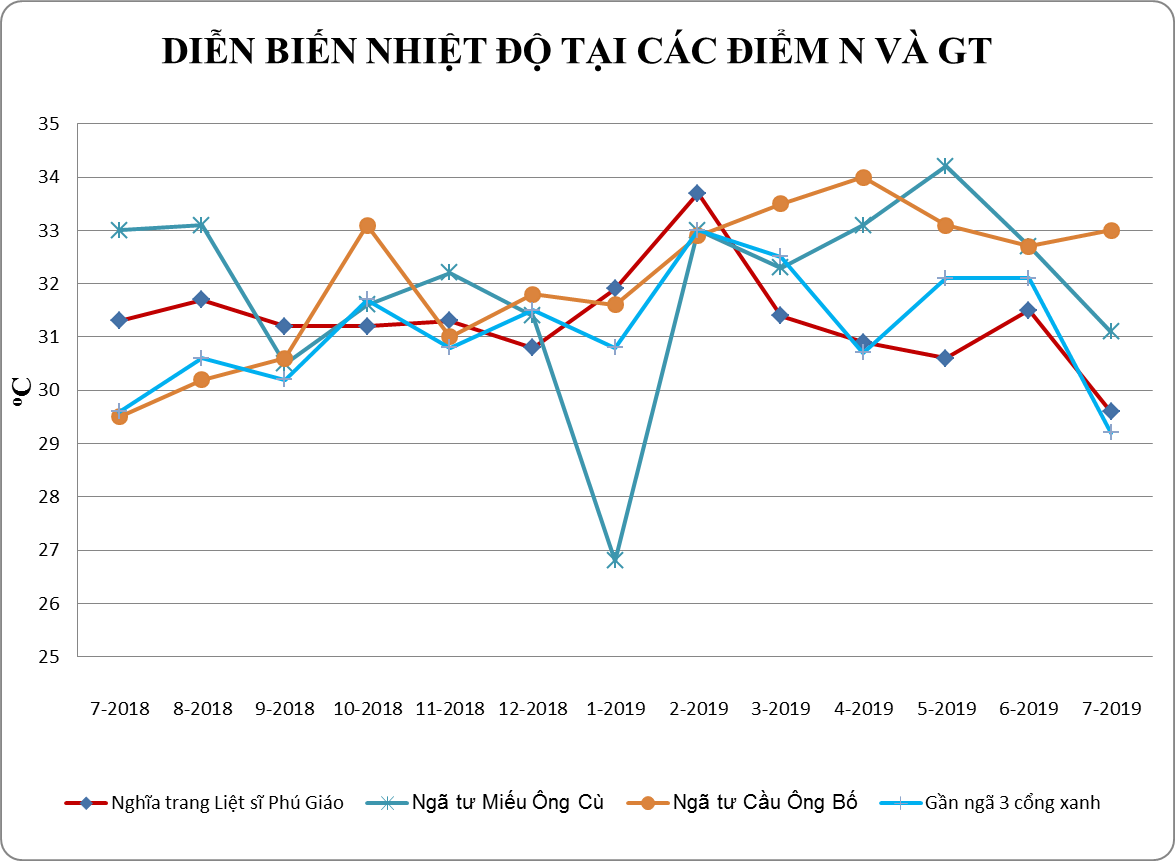 DIỄN BIẾN NHIỆT ĐỘ TẠI CÁC ĐIỂM N VÀ GT
35
34
33
32
31
30
29
28
27
26
25
ºC
7-2018 8-2018 9-2018 10-2018 11-2018 12-2018 1-2019 2-2019 3-2019 4-2019 5-2019 6-2019 7-2019
Nghĩa trang Liệt sĩ Phú Giáo Ngã tư Miếu Ông Cù Ngã tư Cầu Ông Bố Gần ngã 3 cổng xanh